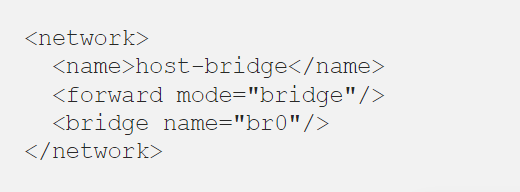 <network>
  <name>host-bridge</name>
  <forward mode="bridge"/>
  <bridge name="br0"/>
</network>